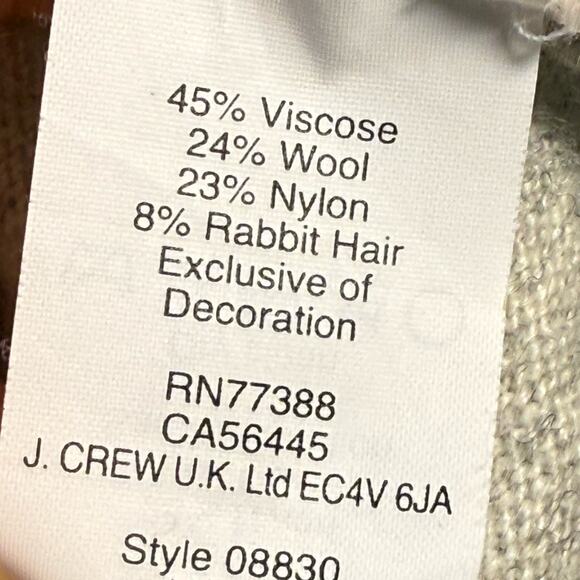 45% Viscose
24% Wool
23% Nylon
8% Rabbit Hair
Exclusive of
Decoration
RN77388
CA56445
J. CREW U.K. Ltd EC4V 6JA
Style 08830